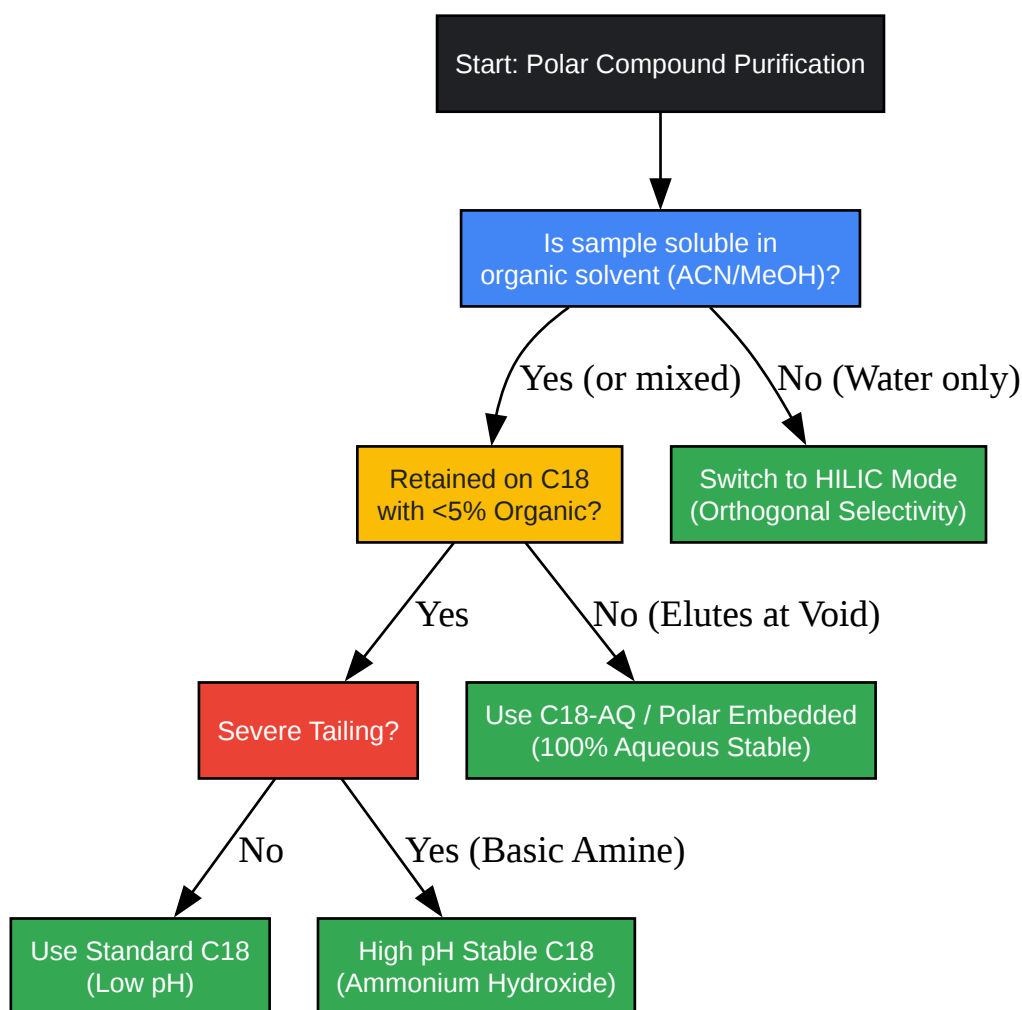 Start: Polar Compound Purification
Is sample soluble in
organic solvent (ACN/MeOH)?
Yes (or mixed)
No (Water only)
Retained on C18
with <5% Organic?
Switch to HILIC Mode
(Orthogonal Selectivity)
Yes
No (Elutes at Void)
Severe Tailing?
Use C18-AQ / Polar Embedded
(100% Aqueous Stable)
No
Yes (Basic Amine)
Use Standard C18
(Low pH)
High pH Stable C18
(Ammonium Hydroxide)